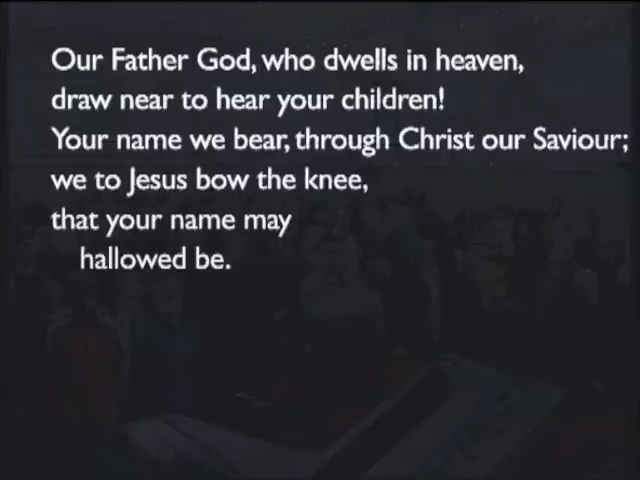 Our Father God, who dwells in heaven,
draw near to hear your children!
Your name we bear, through Christ our Saviour;
we to Jesus bow the knee,
that your name may
hallowed be.